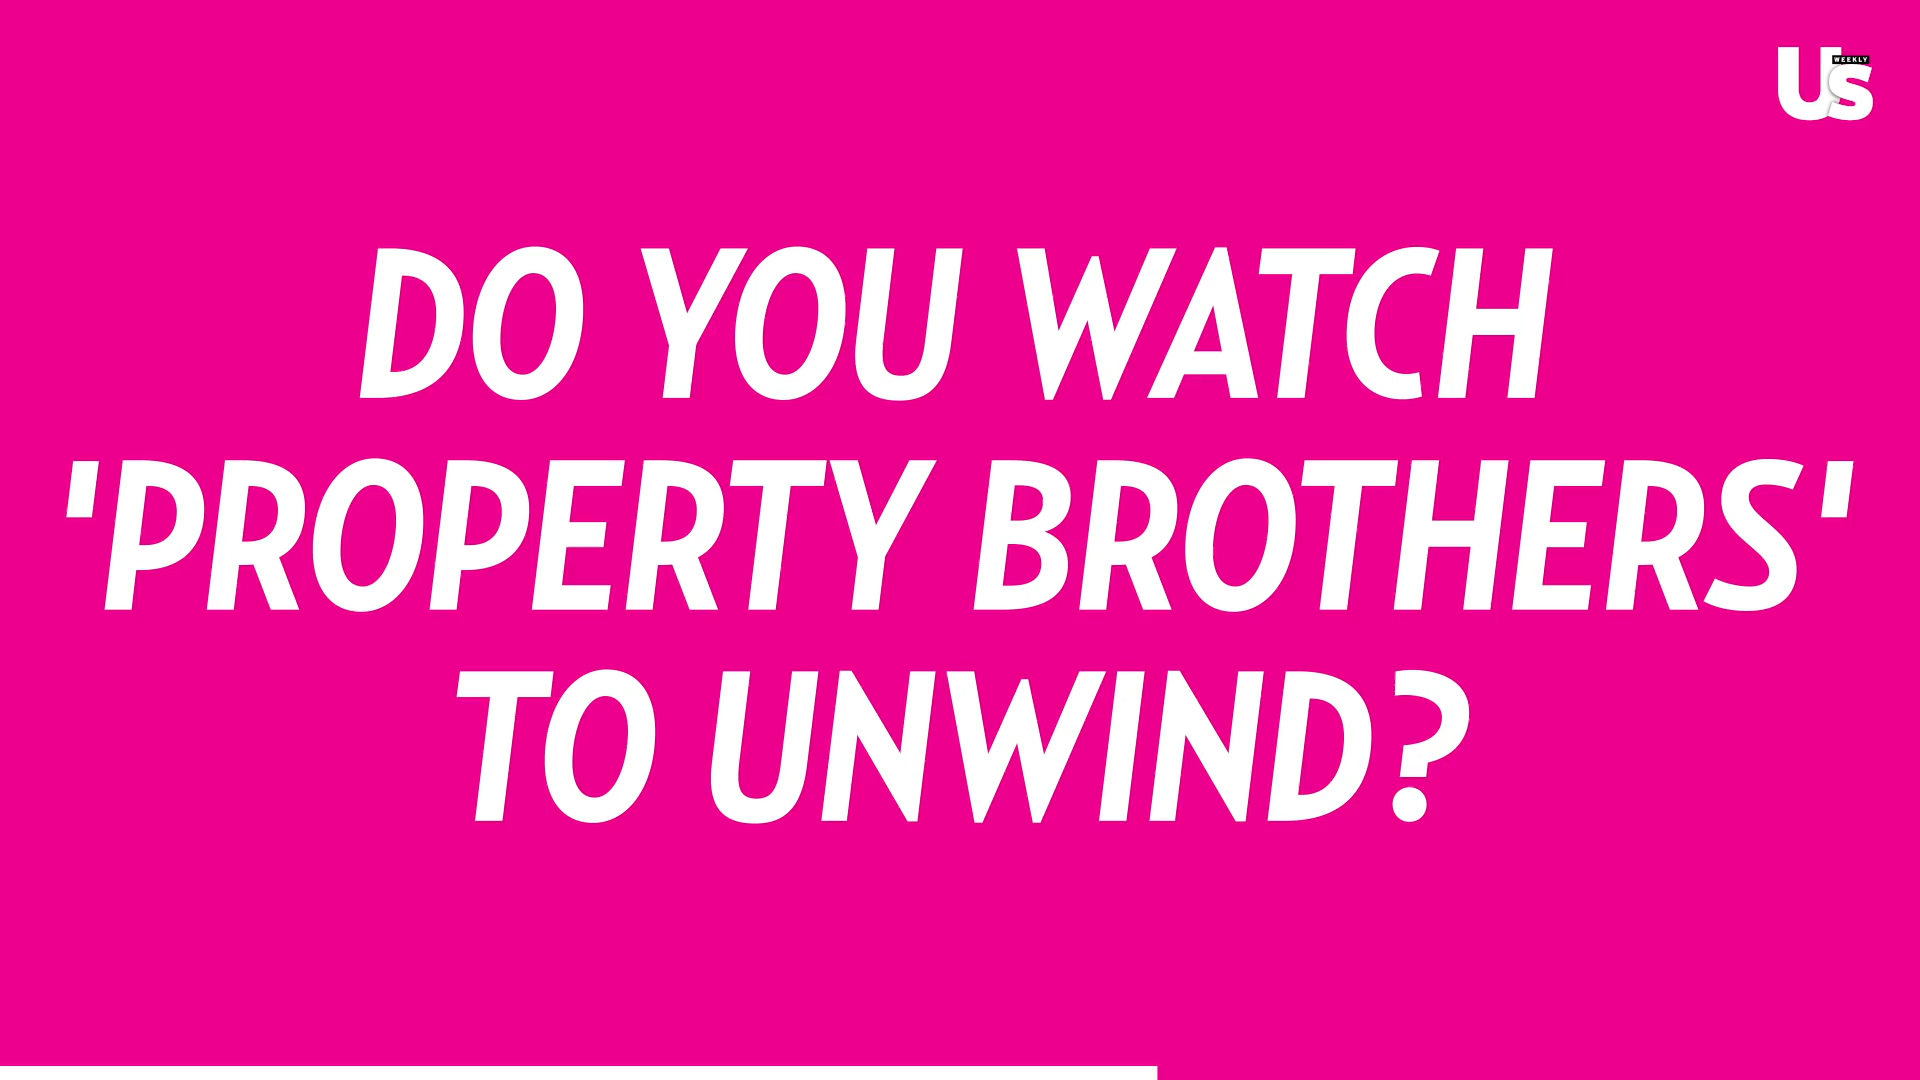 Us
WEEKLY
DO YOU WATCH
'PROPERTY BROTHERS'
TO UNWIND?